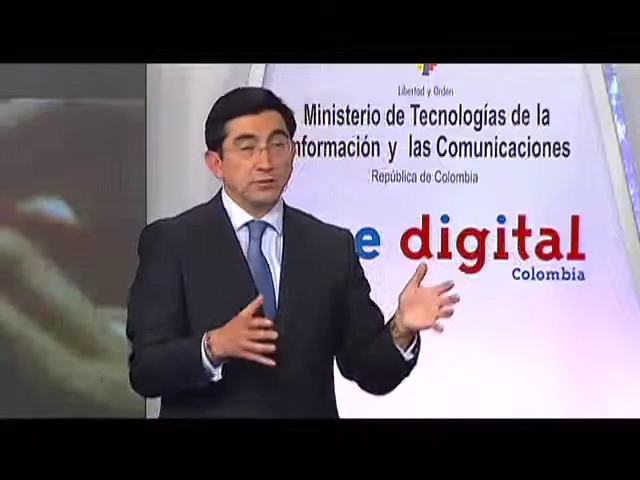 Libertad y Orden
Ministerio de Tecnologías de la
nformación y las Comunicaciones
República de Colombia
e digital
Colombia